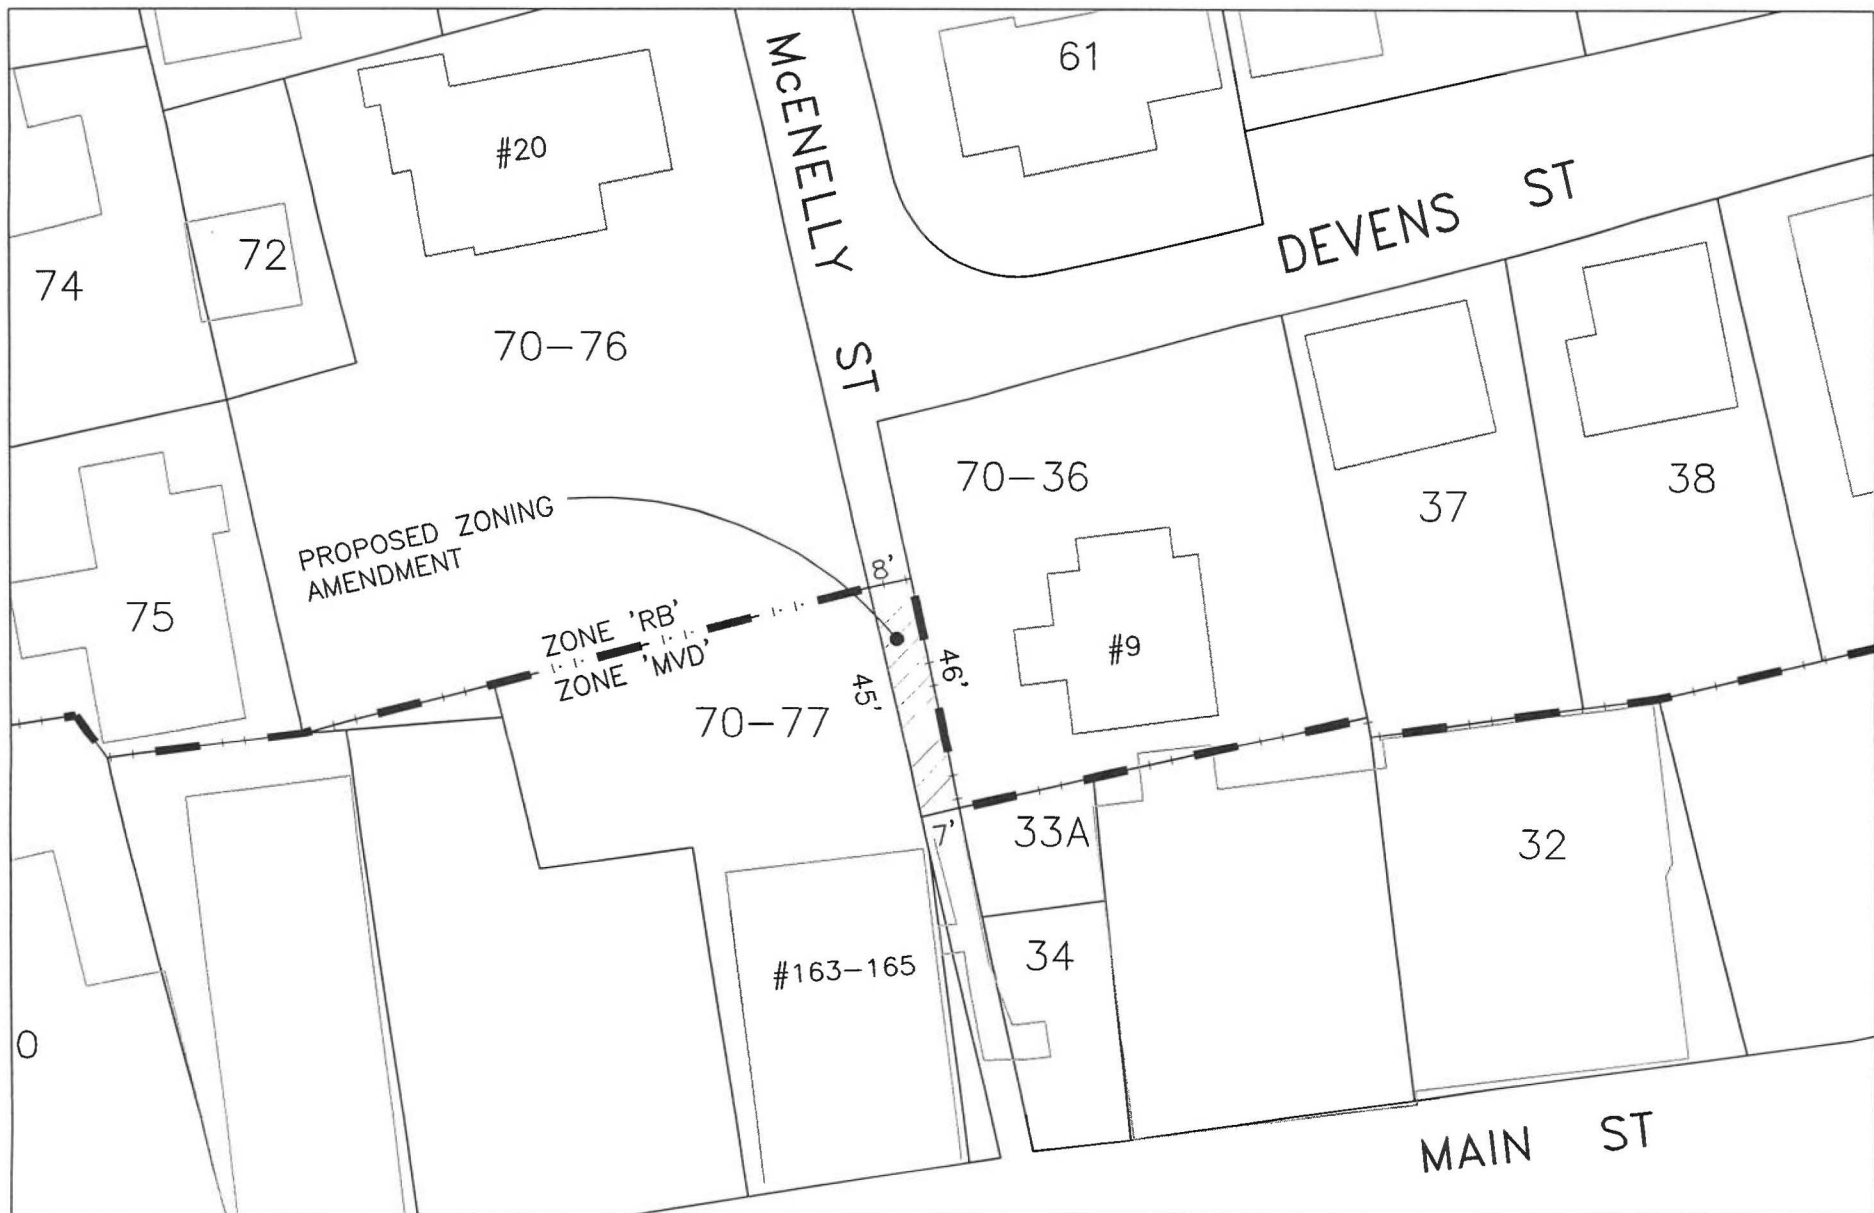 61
McENELLY ST
#20
DEVENS ST
72
74
70-76
70-36
37
38
PROPOSED ZONING
AMENDMENT
8'
75
ZONE 'RB'
ZONE 'MVD'
#9
46'
45'
70-77
7'
33A
32
34
#163-165
0
MAIN ST